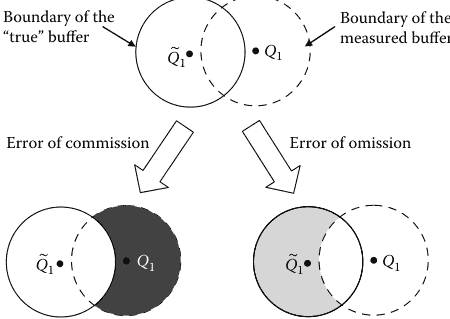 Boundary of the
“true” buffer
Boundary of the
measured buffer
Q̃₁
Q₁
Error of commission
Error of omission
Q̃₁
Q₁
Q̃₁
Q₁